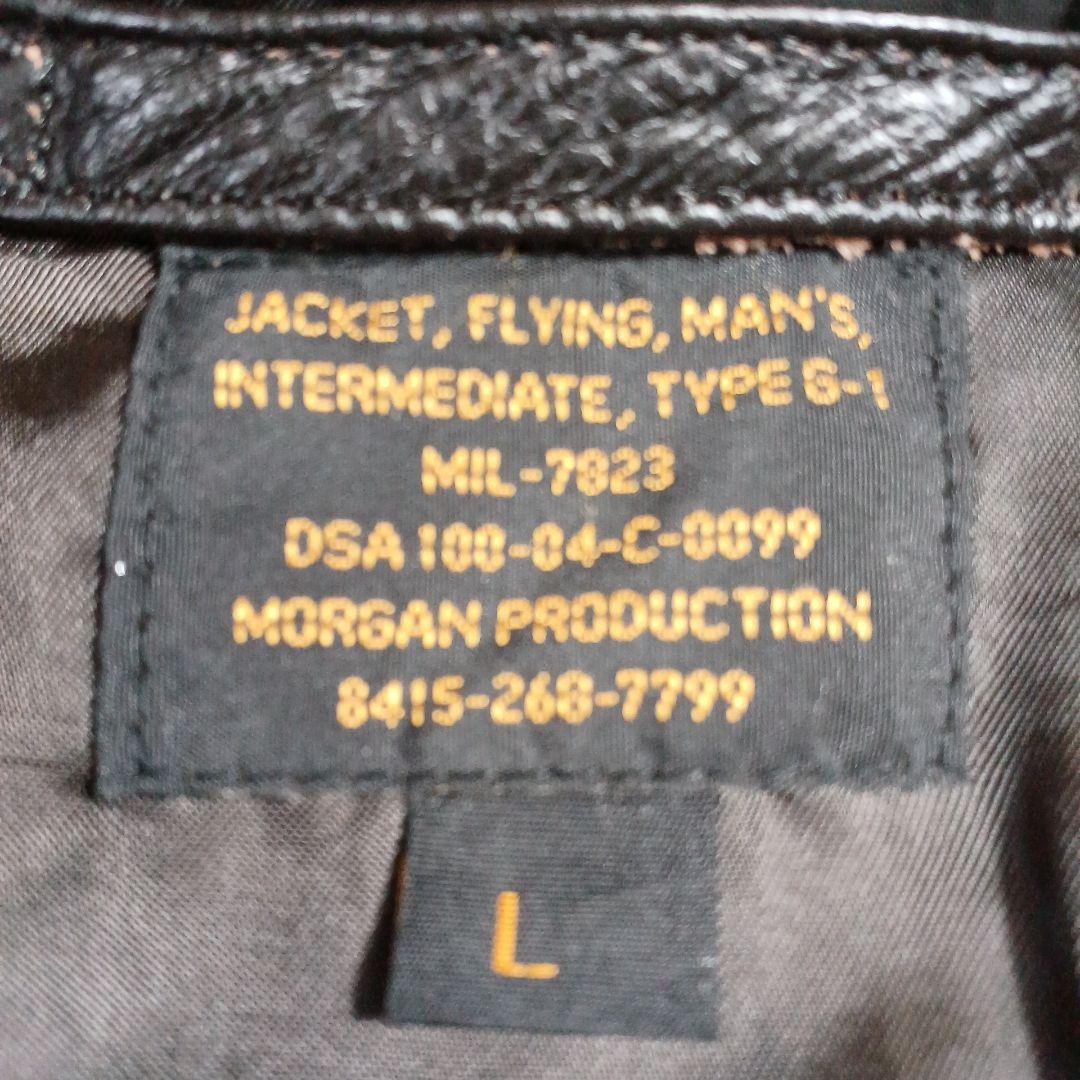 JACKET, FLYING, MAN'S,
INTERMEDIATE, TYPE G-1
MIL-7823
DSA 100-04-C-0099
MORGAN PRODUCTION
8415-268-7799
L